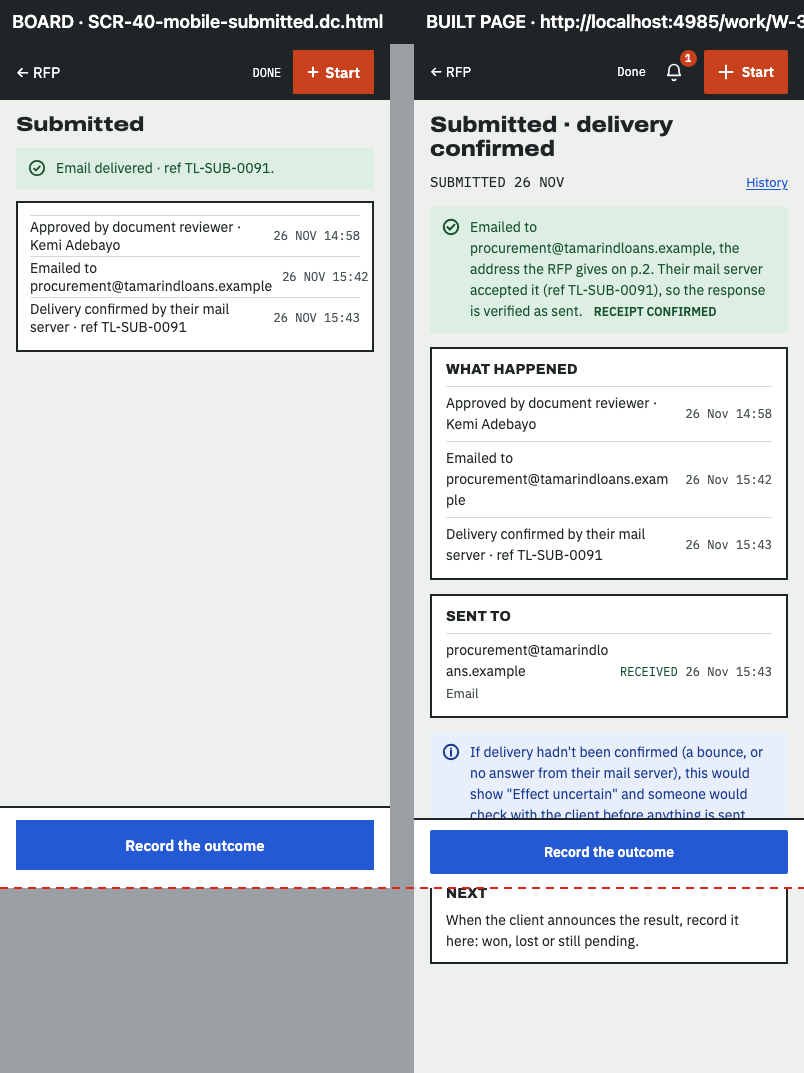 BOARD · SCR-40-mobile-submitted.dc.html
← RFP
DONE
+ Start
Submitted
Email delivered · ref TL-SUB-0091.
Approved by document reviewer ·
Kemi Adebayo
26 NOV 14:58
Emailed to
procurement@tamarindloans.example
26 NOV 15:42
Delivery confirmed by their mail
server · ref TL-SUB-0091
26 NOV 15:43
Record the outcome
BUILT PAGE · http://localhost:4985/work/W-3
← RFP
Done
1
+ Start
Submitted · delivery
confirmed
SUBMITTED 26 NOV
History
Emailed to
procurement@tamarindloans.example, the
address the RFP gives on p.2. Their mail server
accepted it (ref TL-SUB-0091), so the response
is verified as sent. RECEIPT CONFIRMED
WHAT HAPPENED
Approved by document reviewer ·
Kemi Adebayo
26 Nov 14:58
Emailed to
procurement@tamarindloans.exam
ple
26 Nov 15:42
Delivery confirmed by their mail
server · ref TL-SUB-0091
26 Nov 15:43
SENT TO
procurement@tamarindlo
ans.example
Email
RECEIVED 26 Nov 15:43
If delivery hadn't been confirmed (a bounce, or
no answer from their mail server), this would
show "Effect uncertain" and someone would
check with the client before anything is sent
Record the outcome
NEXT
When the client announces the result, record it
here: won, lost or still pending.